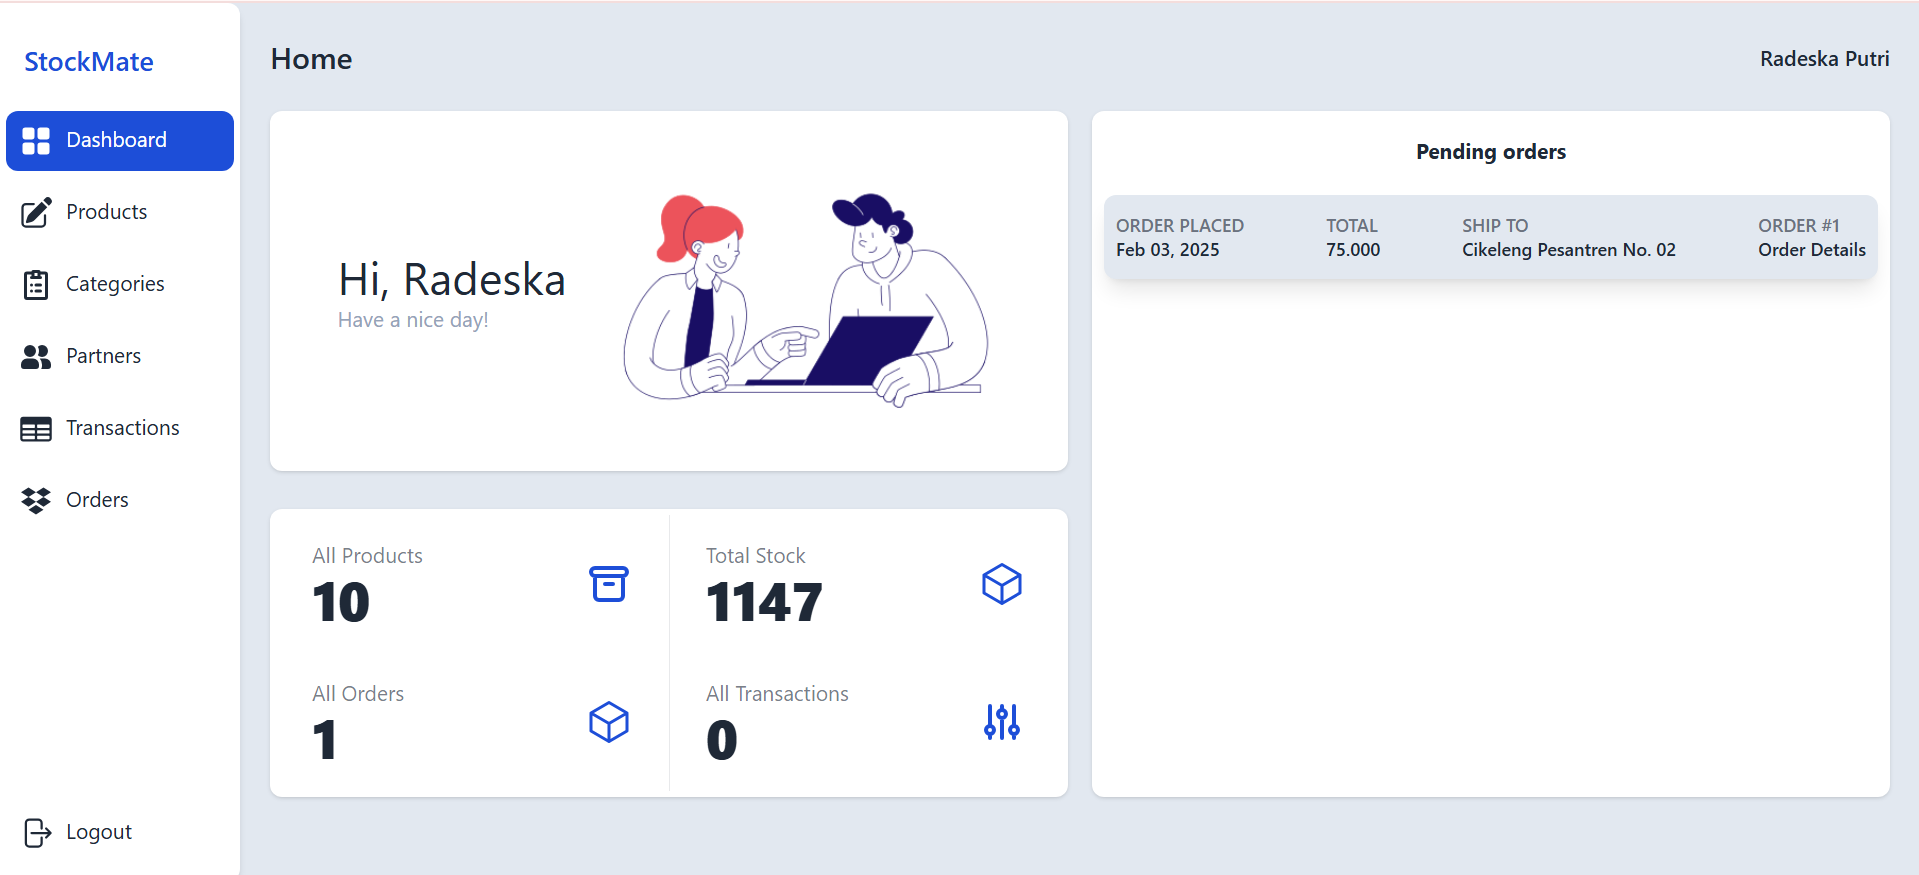 StockMate
Dashboard
Products
Categories
Partners
Transactions
Orders
Logout
Home
Radeska Putri
Hi, Radeska
Have a nice day!
All Products
10
Total Stock
1147
All Orders
1
All Transactions
0
Pending orders
ORDER PLACED TOTAL SHIP TO ORDER #1
Feb 03, 2025 75.000 Cikeleng Pesantren No. 02 Order Details